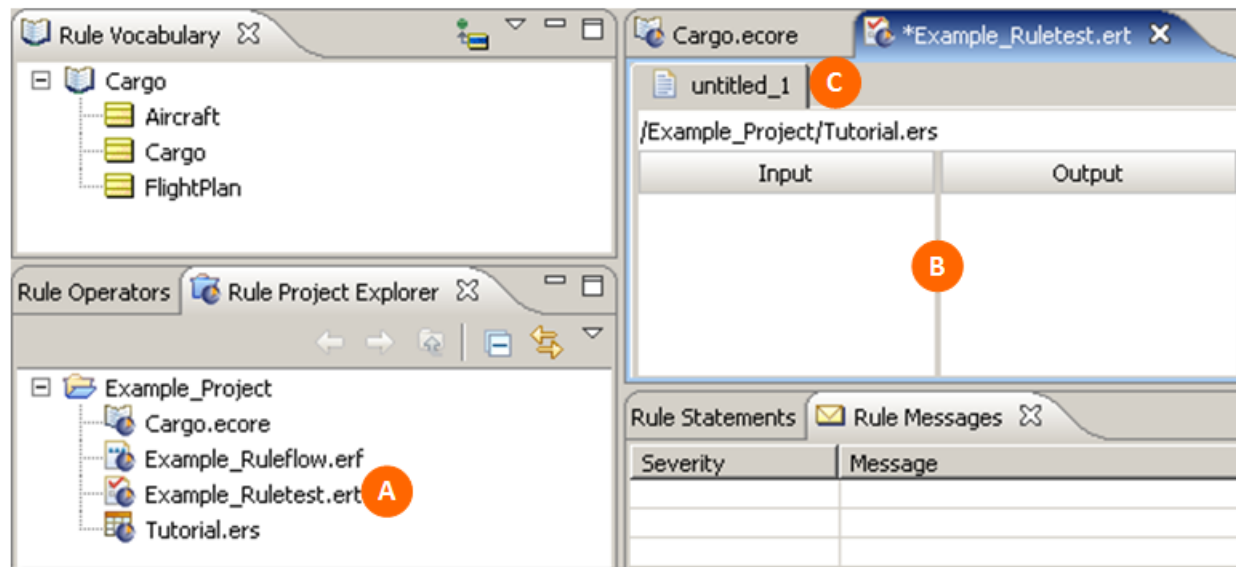 Rule Vocabulary
Cargo
Aircraft
Cargo
FlightPlan
Rule Operators Rule Project Explorer
Example_Project
Cargo.ecore
Example_Ruleflow.erf
Example_Ruletest.ert A
Tutorial.ers
Cargo.ecore *Example_Ruletest.ert
untitled_1 C
/Example_Project/Tutorial.ers
Input Output
B
Rule Statements Rule Messages
Severity Message